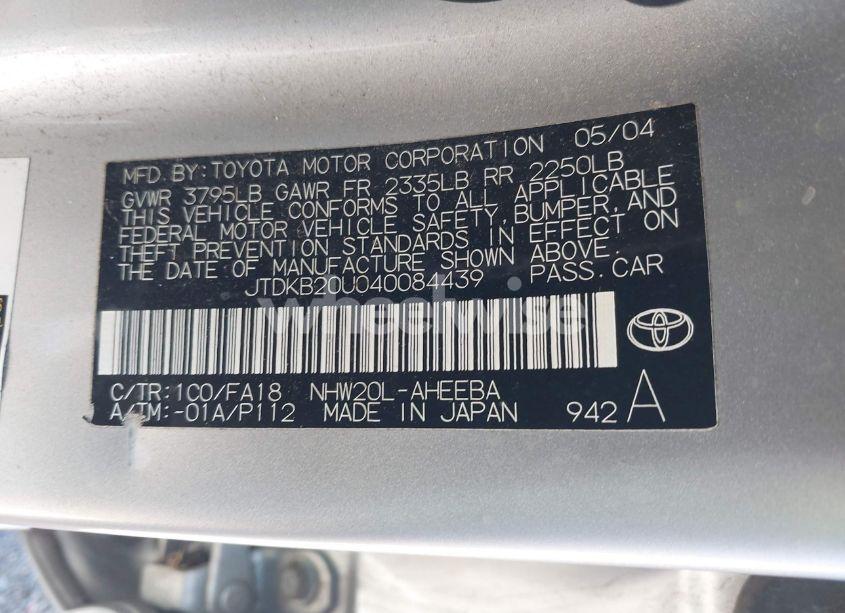 MFD.BY:TOYOTA MOTOR CORPORATION 05/04
GVWR 3795LB GAWR FR 2335LB RR 2250LB
THIS VEHICLE CONFORMS TO ALL APPLICABLE
FEDERAL MOTOR VEHICLE SAFETY,BUMPER,AND
THEFT PREVENTION STANDARDS IN EFFECT ON
THE DATE OF MANUFACTURE SHOWN ABOVE.
JTDKB20U040084439 PASS.CAR
wheelwise
C/TR:1C0/FA18 NHW20L-AHEEBA
A/TM:-01A/P112 MADE IN JAPAN 942 A